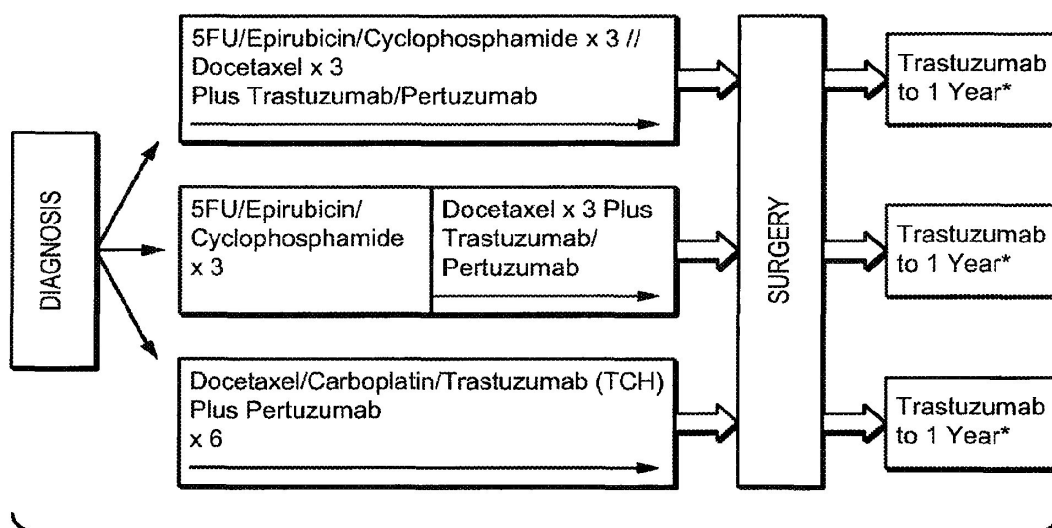 DIAGNOSIS
5FU/Epirubicin/Cyclophosphamide x 3 //
Docetaxel x 3
Plus Trastuzumab/Pertuzumab
5FU/Epirubicin/
Cyclophosphamide
x 3
Docetaxel x 3 Plus
Trastuzumab/
Pertuzumab
Docetaxel/Carboplatin/Trastuzumab (TCH)
Plus Pertuzumab
x 6
SURGERY
Trastuzumab
to 1 Year*
Trastuzumab
to 1 Year*
Trastuzumab
to 1 Year*